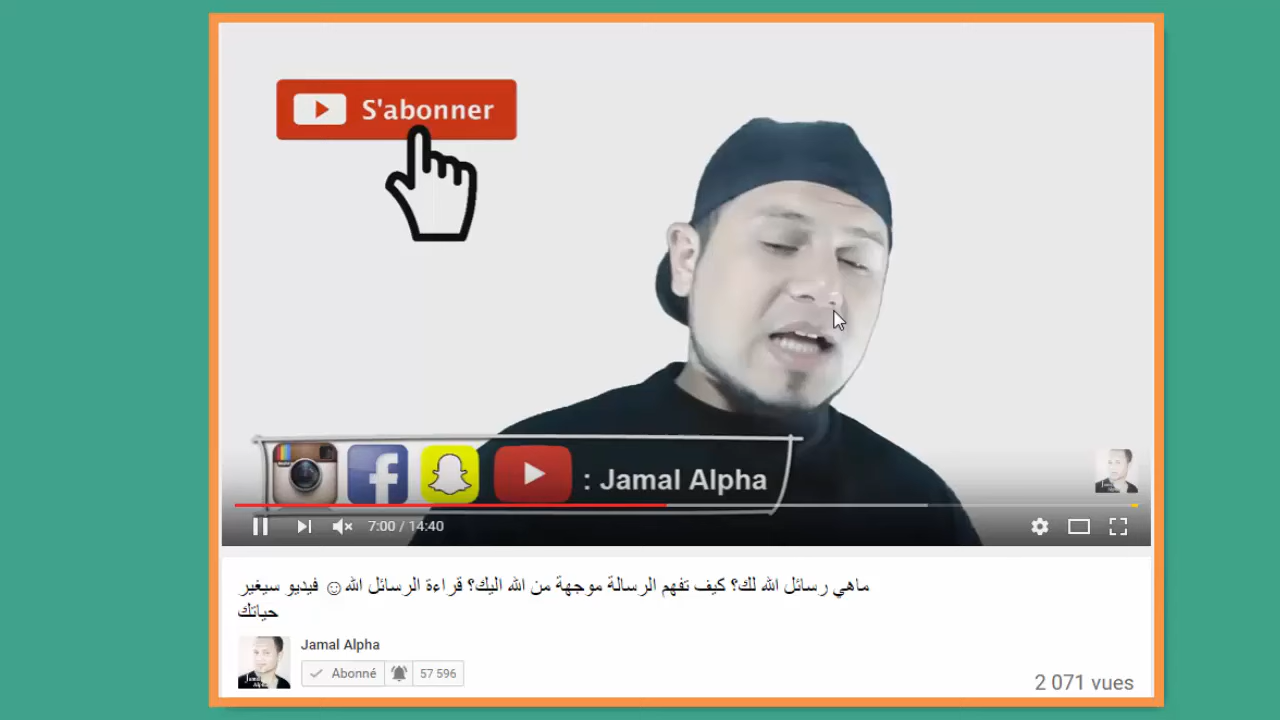 S'abonner
: Jamal Alpha
7:00 / 14:40
ماهي رسائل الله لك؟ كيف تفهم الرسالة موجهة من الله اليك؟ قراءة الرسائل الله☺ فيديو سيغير
حياتك
Jamal Alpha
Abonné 57 596
2 071 vues